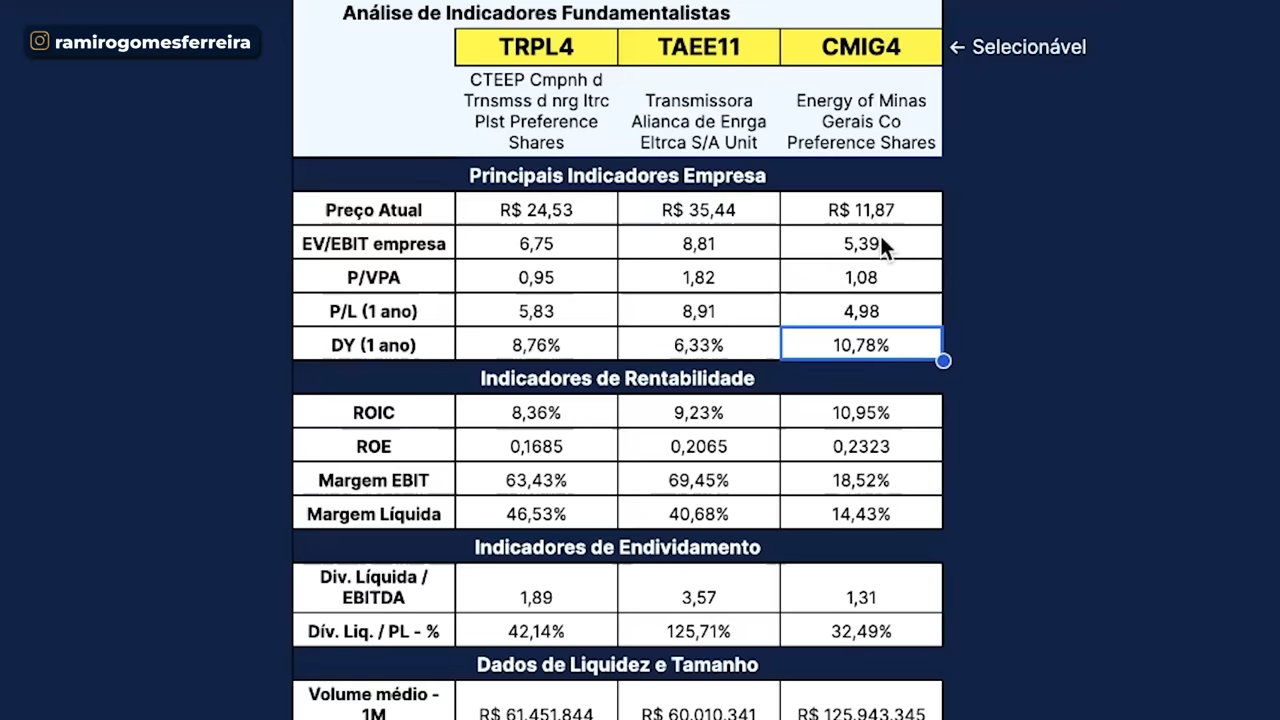 Análise de Indicadores Fundamentalistas
ramirogomesferreira
TRPL4 TAEE11 CMIG4 ← Selecionável
CTEEP Cmpnh d
Trnsmss d nrg ltrc
Plst Preference
Shares
Transmissora
Alianca de Enrga
Eltrca S/A Unit
Energy of Minas
Gerais Co
Preference Shares
Principais Indicadores Empresa
Preço Atual R$ 24,53 R$ 35,44 R$ 11,87
EV/EBIT empresa 6,75 8,81 5,39
P/VPA 0,95 1,82 1,08
P/L (1 ano) 5,83 8,91 4,98
DY (1 ano) 8,76% 6,33% 10,78%
Indicadores de Rentabilidade
ROIC 8,36% 9,23% 10,95%
ROE 0,1685 0,2065 0,2323
Margem EBIT 63,43% 69,45% 18,52%
Margem Líquida 46,53% 40,68% 14,43%
Indicadores de Endividamento
Div. Líquida /
EBITDA 1,89 3,57 1,31
Dív. Liq. / PL - % 42,14% 125,71% 32,49%
Dados de Liquidez e Tamanho
Volume médio -
1M R$ 61.451.844 R$ 60.010.341 R$ 125.943.345